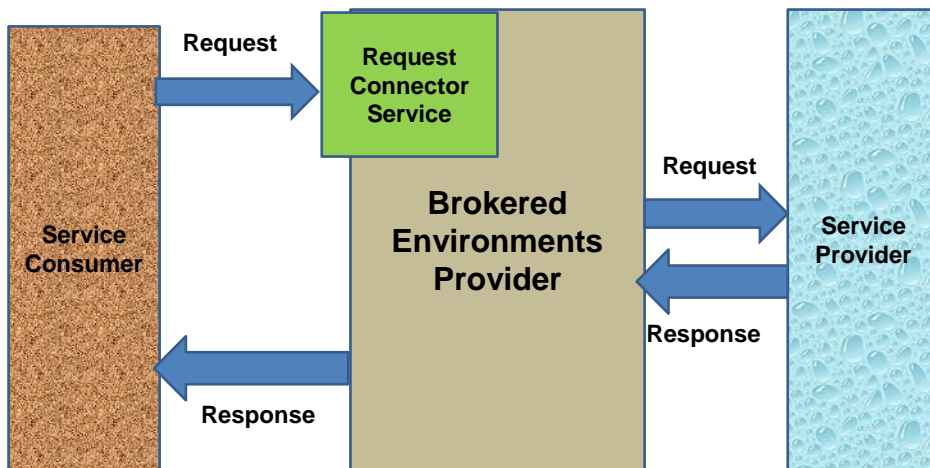 Request
Request
Connector
Service
Request
Brokered
Environments
Provider
Service
Consumer
Service
Provider
Response
Response